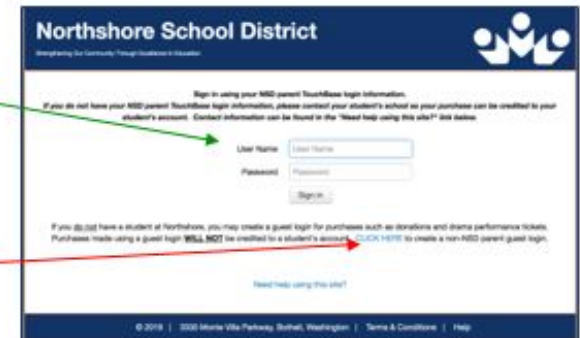 Northshore School District
Strengthening Our Community Through Excellence in Education
Sign in using your NSD parent TouchBase login information.
If you do not have your NSD parent TouchBase login information, please contact your student's school so your purchase can be credited to your
student's account. Contact information can be found in the "Need help using this site?" link below.
User Name User Name
Password Password
Sign in
If you do not have a student at Northshore, you may create a guest login for purchases such as donations and drama performance tickets.
Purchases made using a guest login WILL NOT be credited to a student's account. CLICK HERE to create a non-NSD parent guest login.
Need help using this site?
© 2019 | 3330 Monte Villa Parkway, Bothell, Washington | Terms & Conditions | Help